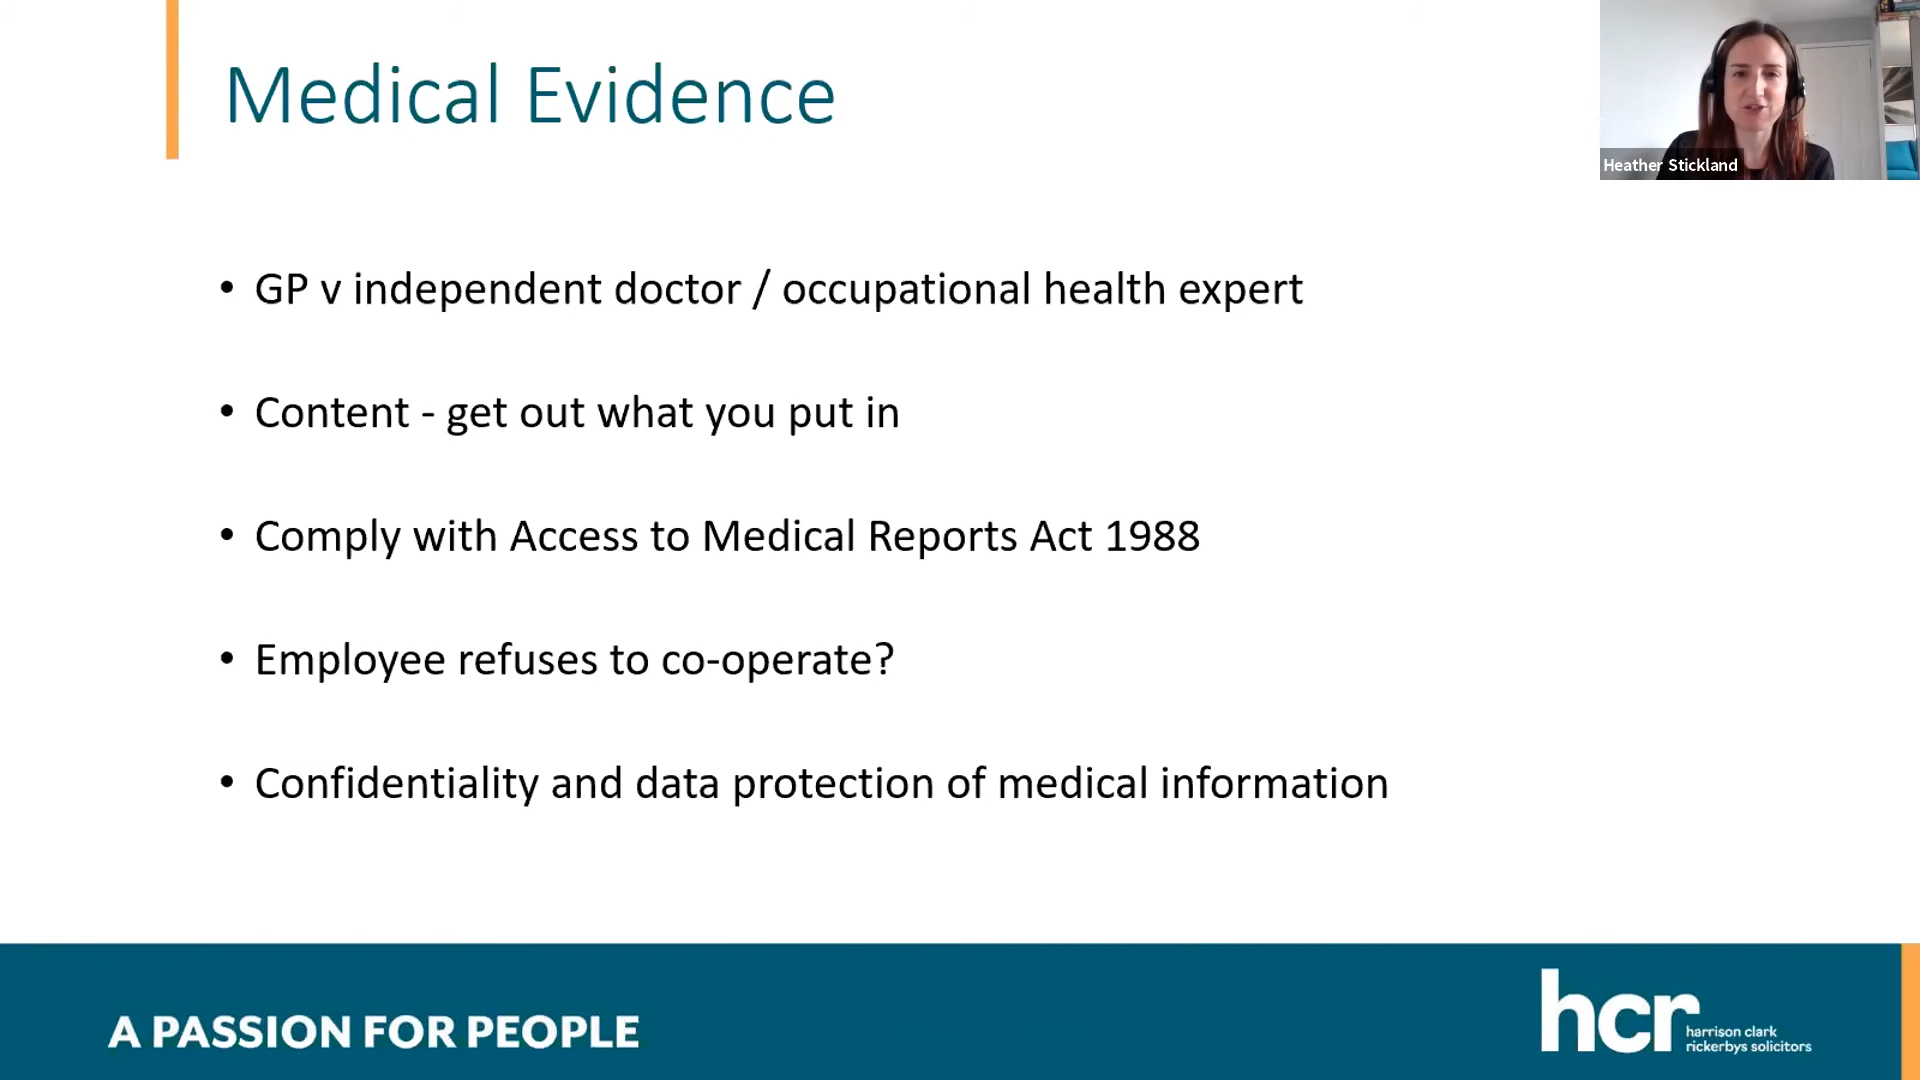 Medical Evidence
Heather Stickland
• GP v independent doctor / occupational health expert
• Content - get out what you put in
• Comply with Access to Medical Reports Act 1988
• Employee refuses to co-operate?
• Confidentiality and data protection of medical information
A PASSION FOR PEOPLE
hcr
harrison clark
rickerbys solicitors